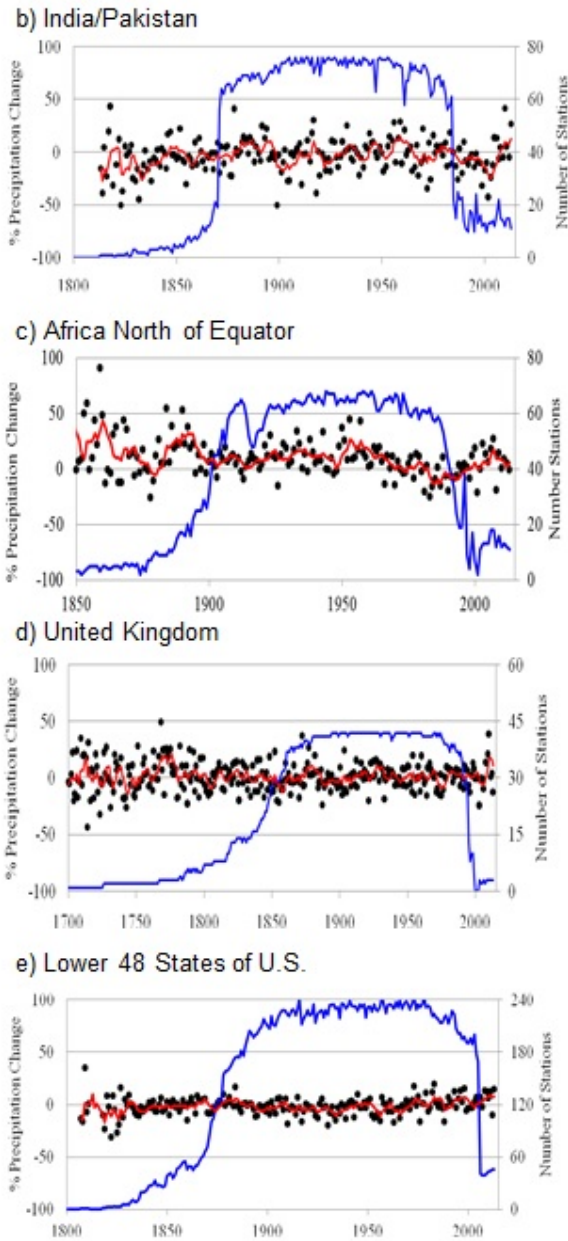 b) India/Pakistan
% Precipitation Change
100
50
0
-50
-100
80
60
40
20
0
Number of Stations
1800 1850 1900 1950 2000
c) Africa North of Equator
% Precipitation Change
100
50
0
-50
-100
80
60
40
20
0
Number Stations
1850 1900 1950 2000
d) United Kingdom
% Precipitation Change
100
50
0
-50
-100
60
45
30
15
0
Number of Stations
1700 1750 1800 1850 1900 1950 2000
e) Lower 48 States of U.S.
% Precipitation Change
100
50
0
-50
-100
240
180
120
60
0
Number of Stations
1800 1850 1900 1950 2000